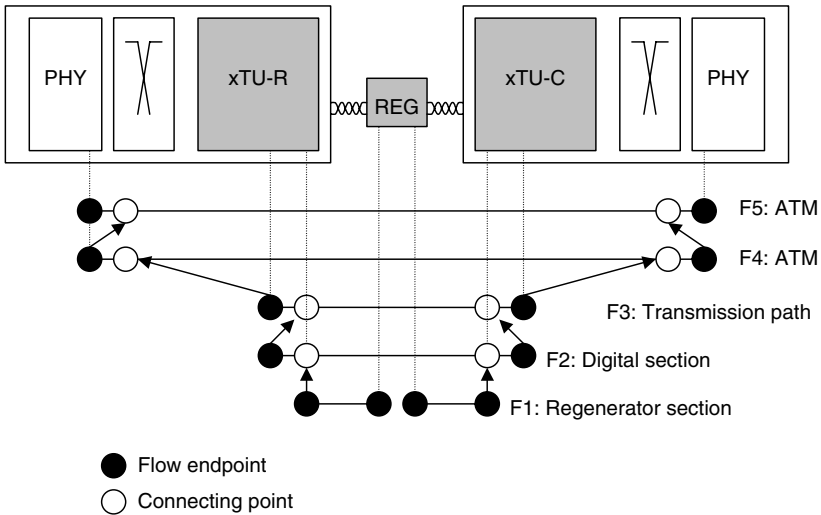 PHY
xTU-R
REG
xTU-C
PHY
F5: ATM
F4: ATM
F3: Transmission path
F2: Digital section
F1: Regenerator section
Flow endpoint
Connecting point